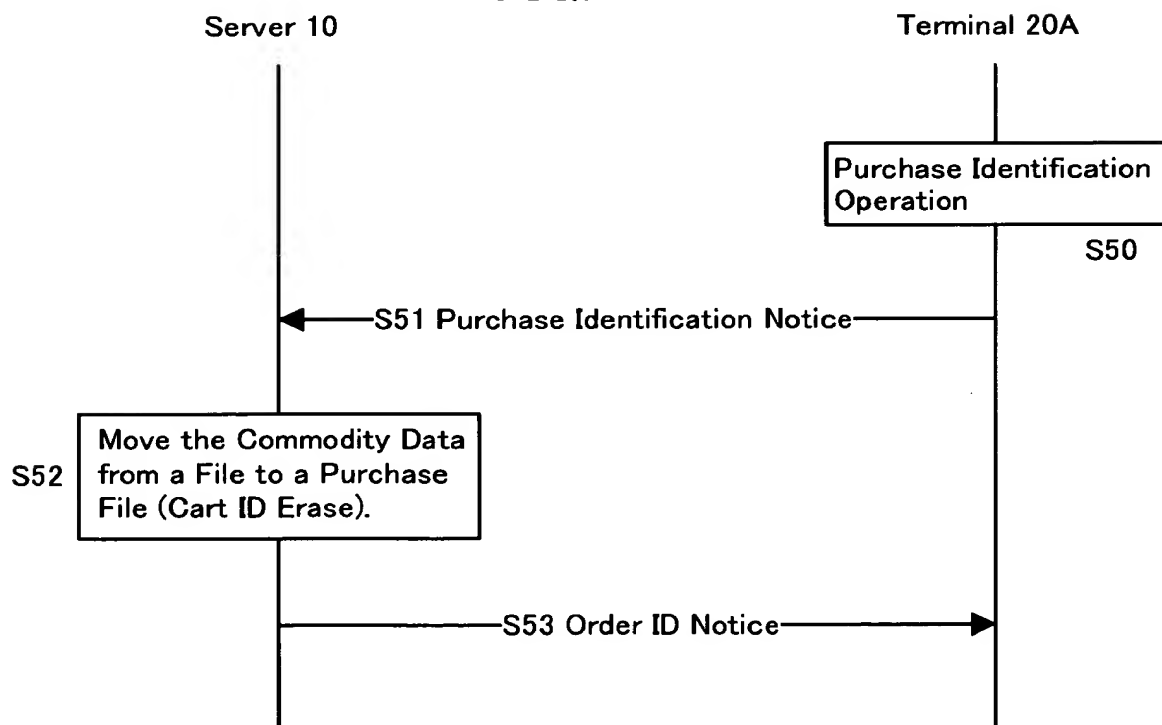 Server 10
Terminal 20A
Purchase Identification
Operation
S50
S51 Purchase Identification Notice
Move the Commodity Data
from a File to a Purchase
File (Cart ID Erase).
S52
S53 Order ID Notice